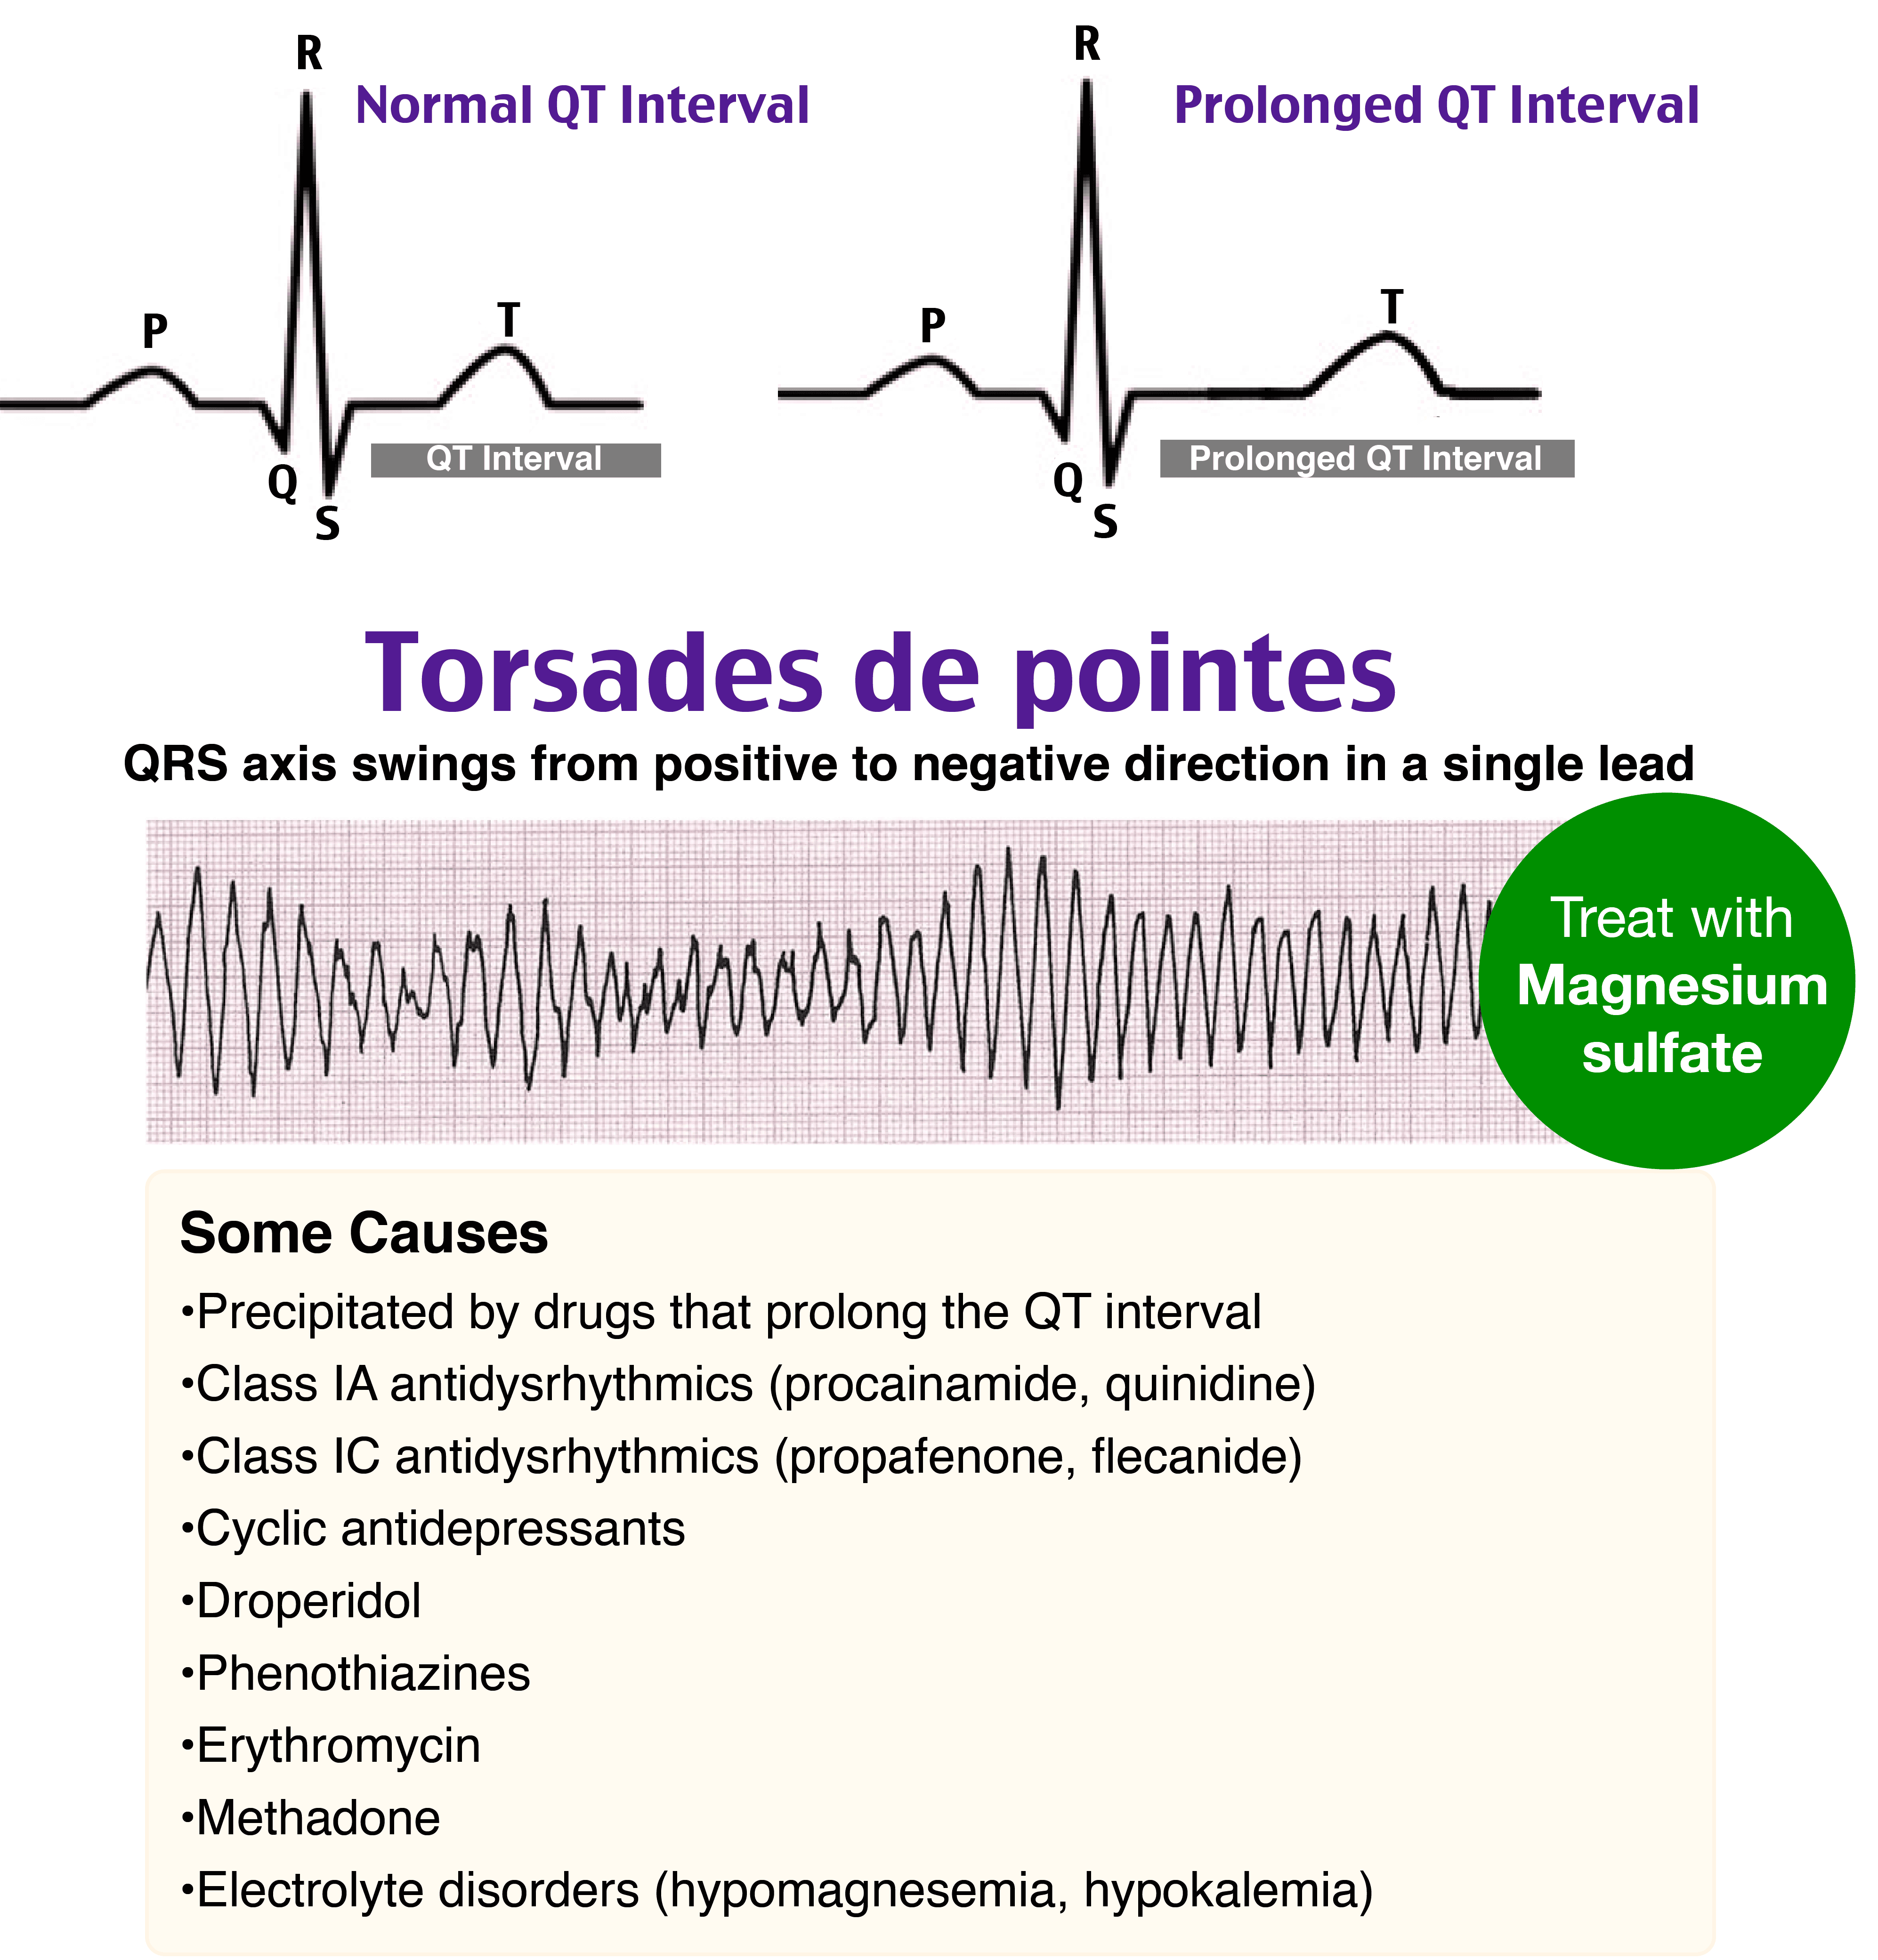 R
Normal QT Interval
P
T
Q
S
QT Interval
R
Prolonged QT Interval
P
T
Q
S
Prolonged QT Interval
Torsades de pointes
QRS axis swings from positive to negative direction in a single lead
Treat with
Magnesium
sulfate
Some Causes
•Precipitated by drugs that prolong the QT interval
•Class IA antidysrhythmics (procainamide, quinidine)
•Class IC antidysrhythmics (propafenone, flecanide)
•Cyclic antidepressants
•Droperidol
•Phenothiazines
•Erythromycin
•Methadone
•Electrolyte disorders (hypomagnesemia, hypokalemia)